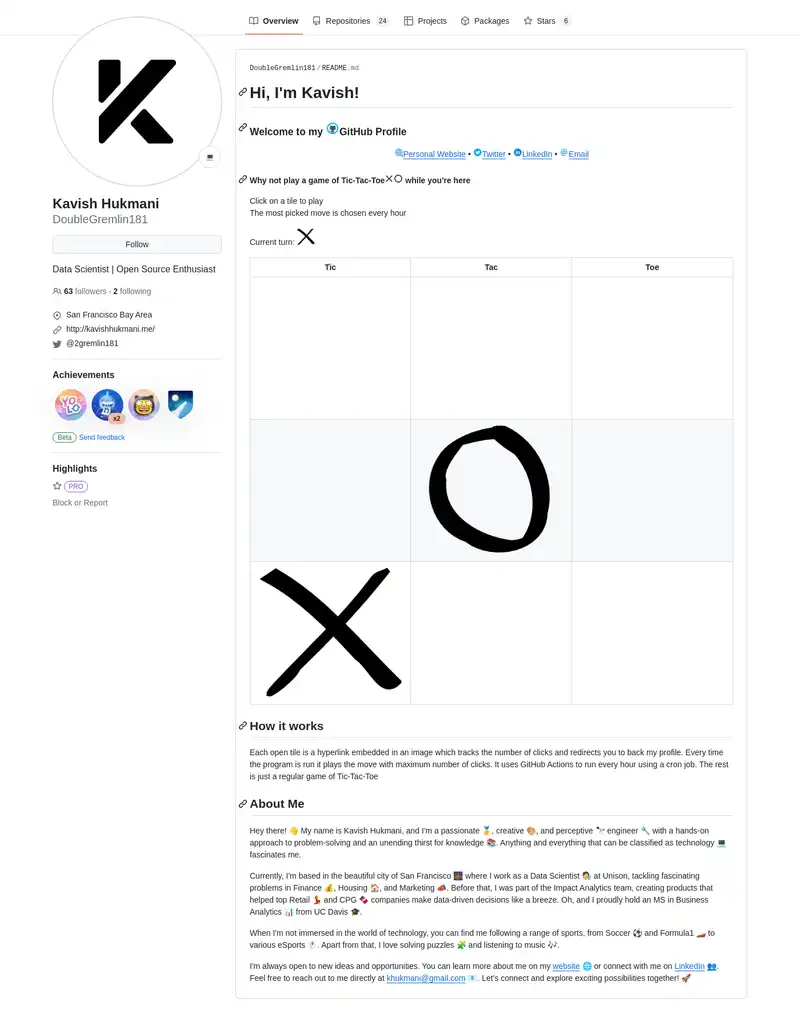 Overview
Repositories 24
Projects
Packages
Stars 6
Kavish Hukmani
DoubleGremlin181
Follow
Data Scientist | Open Source Enthusiast
63 followers · 2 following
San Francisco Bay Area
http://kavishhukmani.me/
@2gremlin181
Achievements
YOLO
x2
Beta Send feedback
Highlights
PRO
Block or Report
DoubleGremlin181/README.md
Hi, I'm Kavish!
Welcome to my GitHub Profile
Personal Website • Twitter • LinkedIn • Email
Why not play a game of Tic-Tac-Toe while you're here
Click on a tile to play
The most picked move is chosen every hour
Current turn: X
Tic Tac Toe
O
X
How it works
Each open tile is a hyperlink embedded in an image which tracks the number of clicks and redirects you to back my profile. Every time
the program is run it plays the move with maximum number of clicks. It uses GitHub Actions to run every hour using a cron job. The rest
is just a regular game of Tic-Tac-Toe
About Me
Hey there! 👋 My name is Kavish Hukmani, and I'm a passionate 🏅, creative 🎨, and perceptive 🔭 engineer 🔧 with a hands-on
approach to problem-solving and an unending thirst for knowledge 📚. Anything and everything that can be classified as technology 💻
fascinates me.
Currently, I'm based in the beautiful city of San Francisco 🌉 where I work as a Data Scientist 🧑‍🔬 at Unison, tackling fascinating
problems in Finance 💰, Housing 🏠, and Marketing 📣. Before that, I was part of the Impact Analytics team, creating products that
helped top Retail 💃 and CPG 🍫 companies make data-driven decisions like a breeze. Oh, and I proudly hold an MS in Business
Analytics 📊 from UC Davis 🎓.
When I'm not immersed in the world of technology, you can find me following a range of sports, from Soccer ⚽ and Formula1 🏎️ to
various eSports 🖱️. Apart from that, I love solving puzzles 🧩 and listening to music 🎶.
I'm always open to new ideas and opportunities. You can learn more about me on my website 🌐 or connect with me on LinkedIn 👥.
Feel free to reach out to me directly at khukmani@gmail.com 📧. Let's connect and explore exciting possibilities together! 🚀